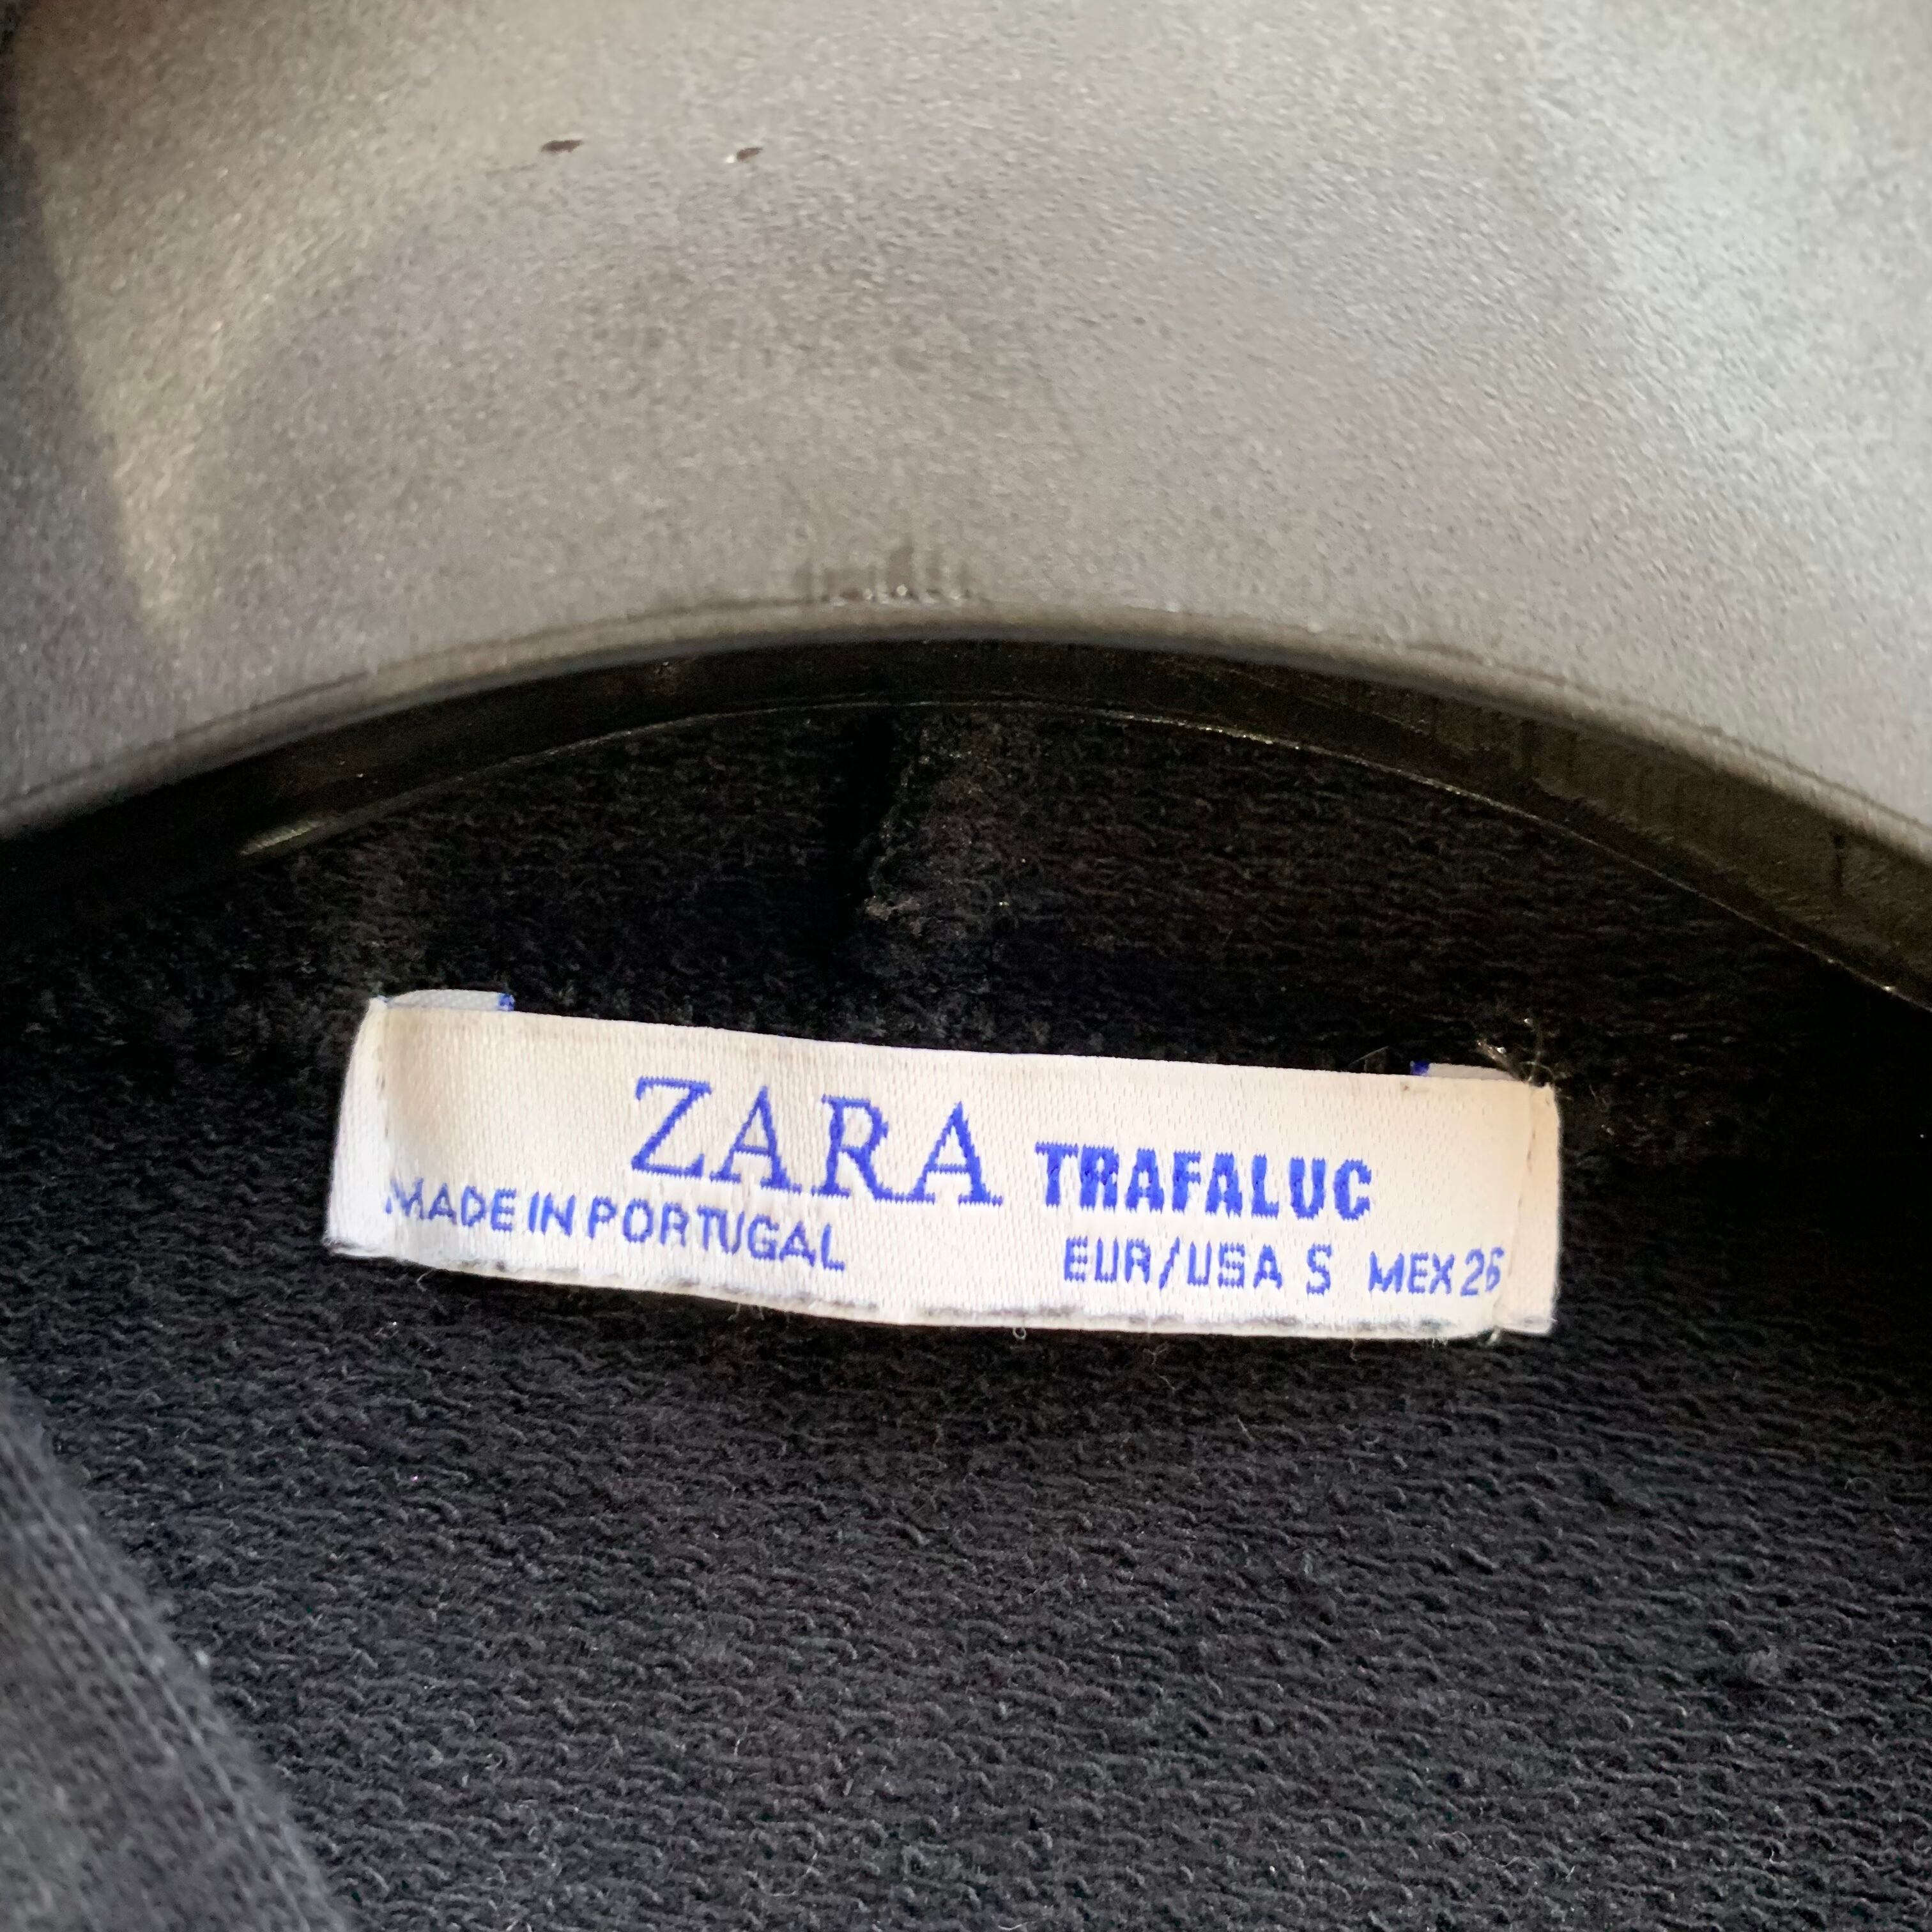 ZARA TRAFALUC
MADE IN PORTUGAL EUR/USA S MEX 26